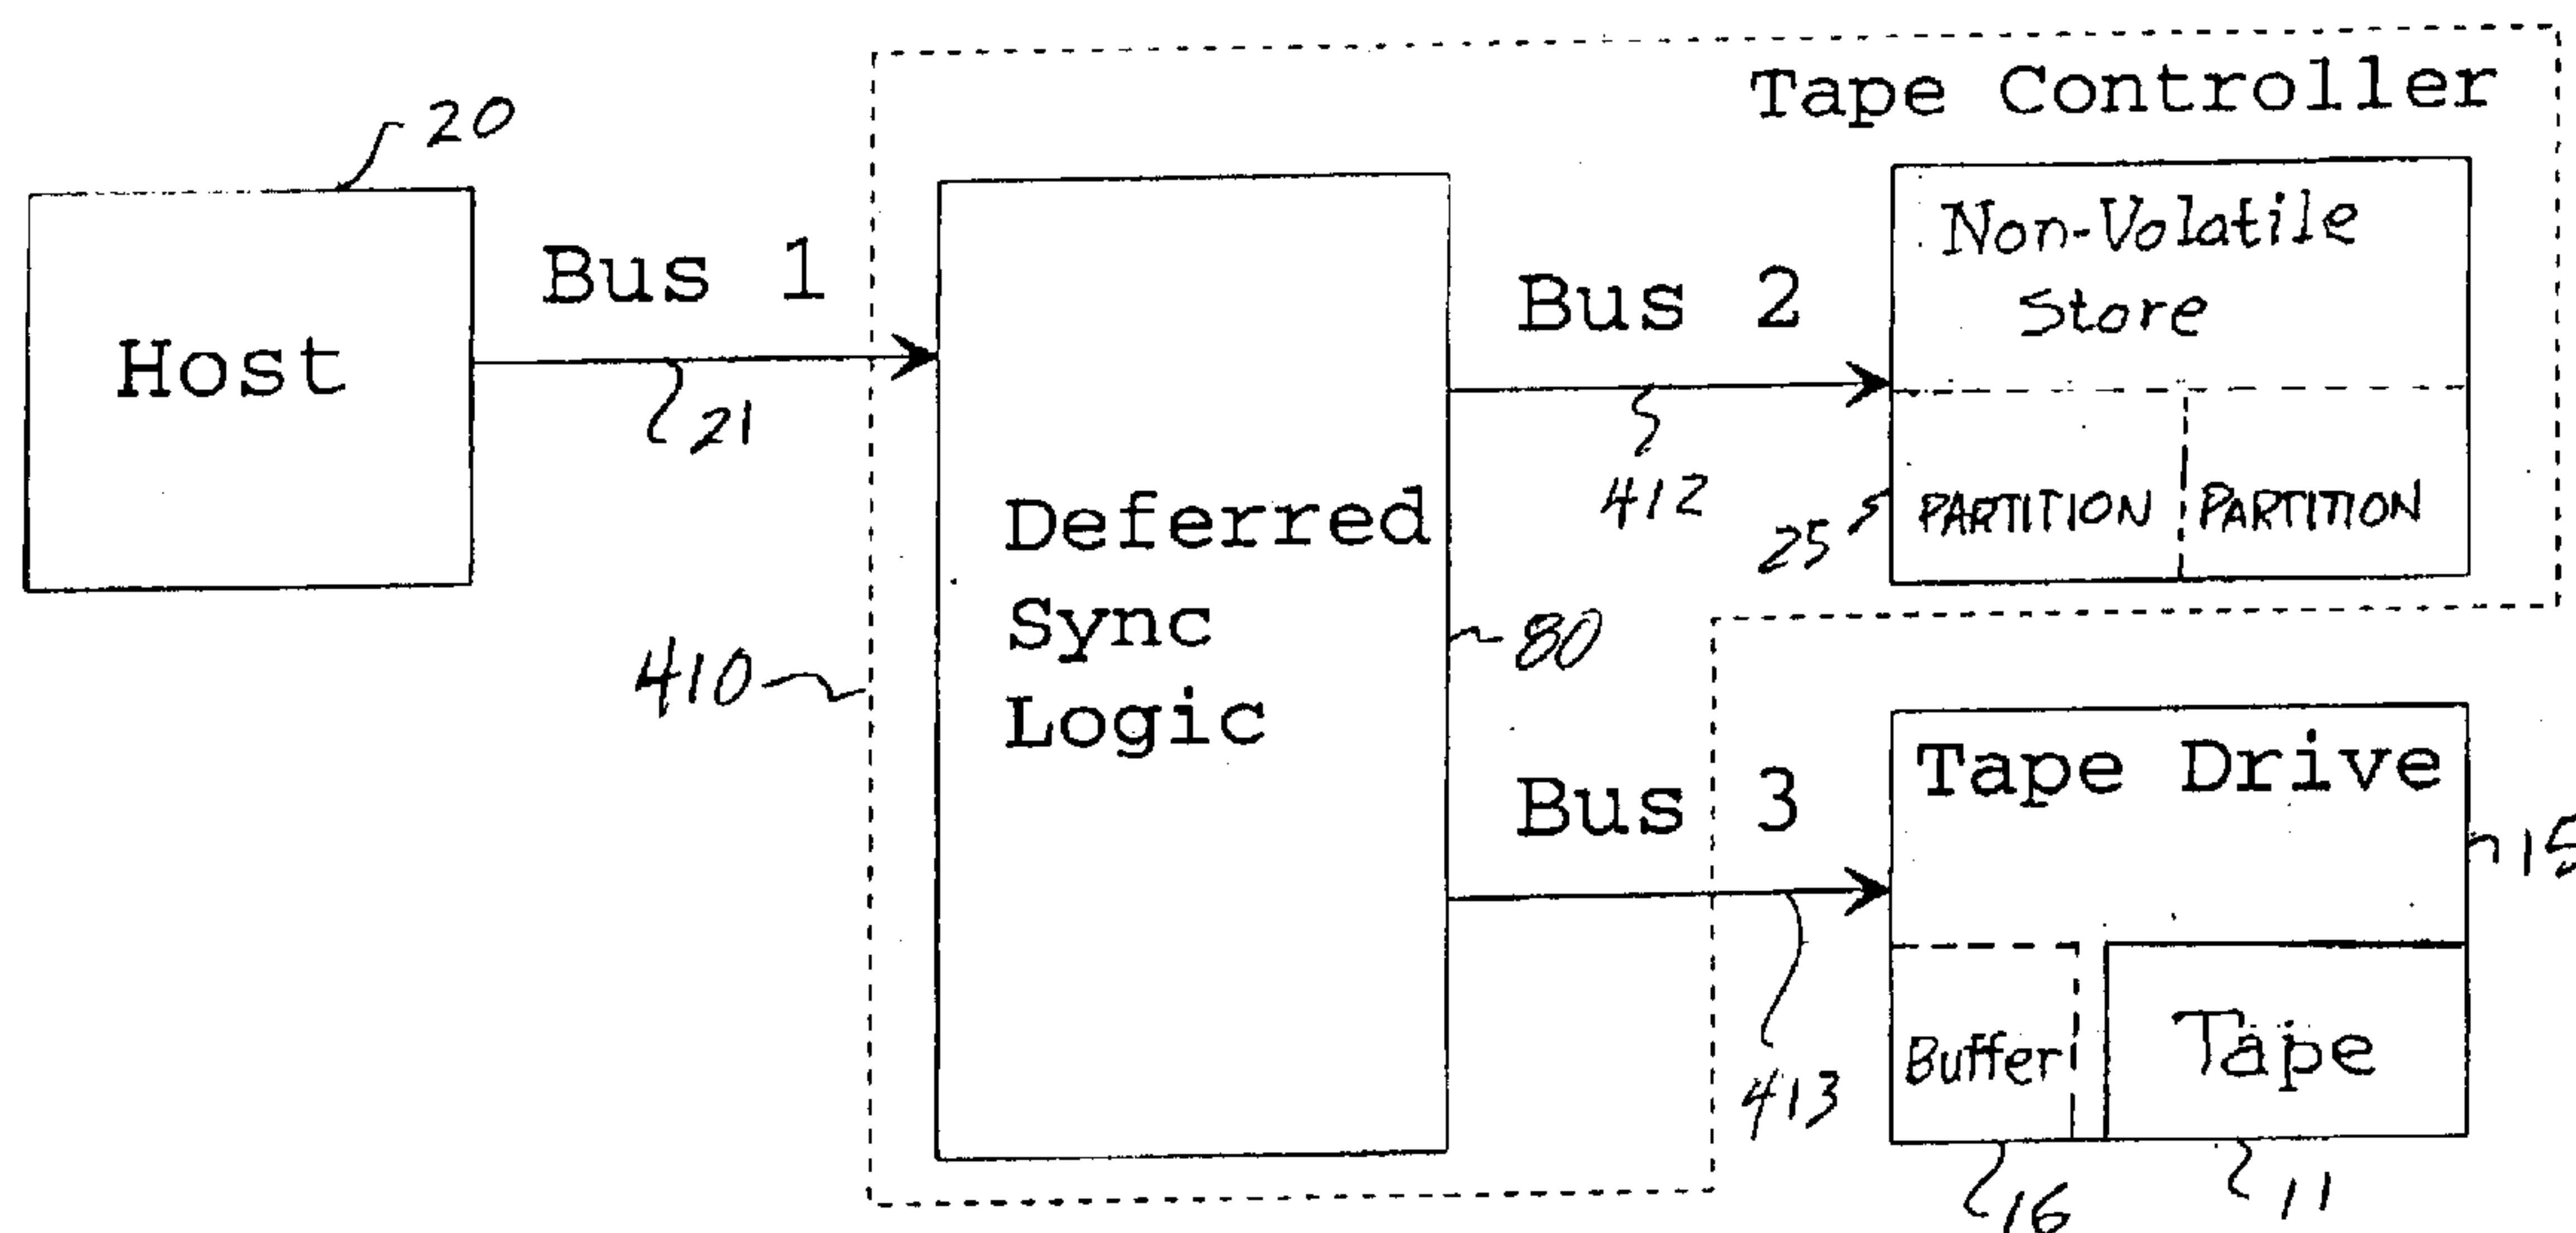 Tape Controller
20
Host
Bus 1
21
410
Deferred
Sync
Logic
80
Bus 2
412
Non-Volatile
Store
25
PARTITION
PARTITION
Bus 3
413
Tape Drive
15
Buffer
Tape
16
11